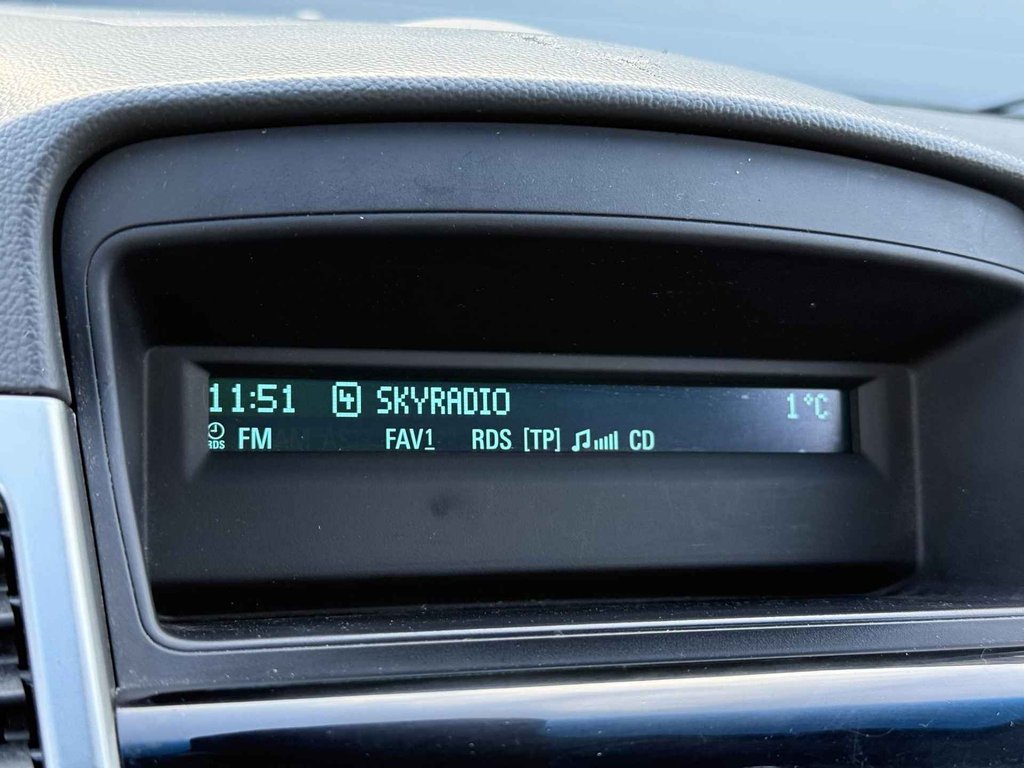 11:51 4 SKYRADIO 1°C
RDS FM FAV1 RDS [TP] CD